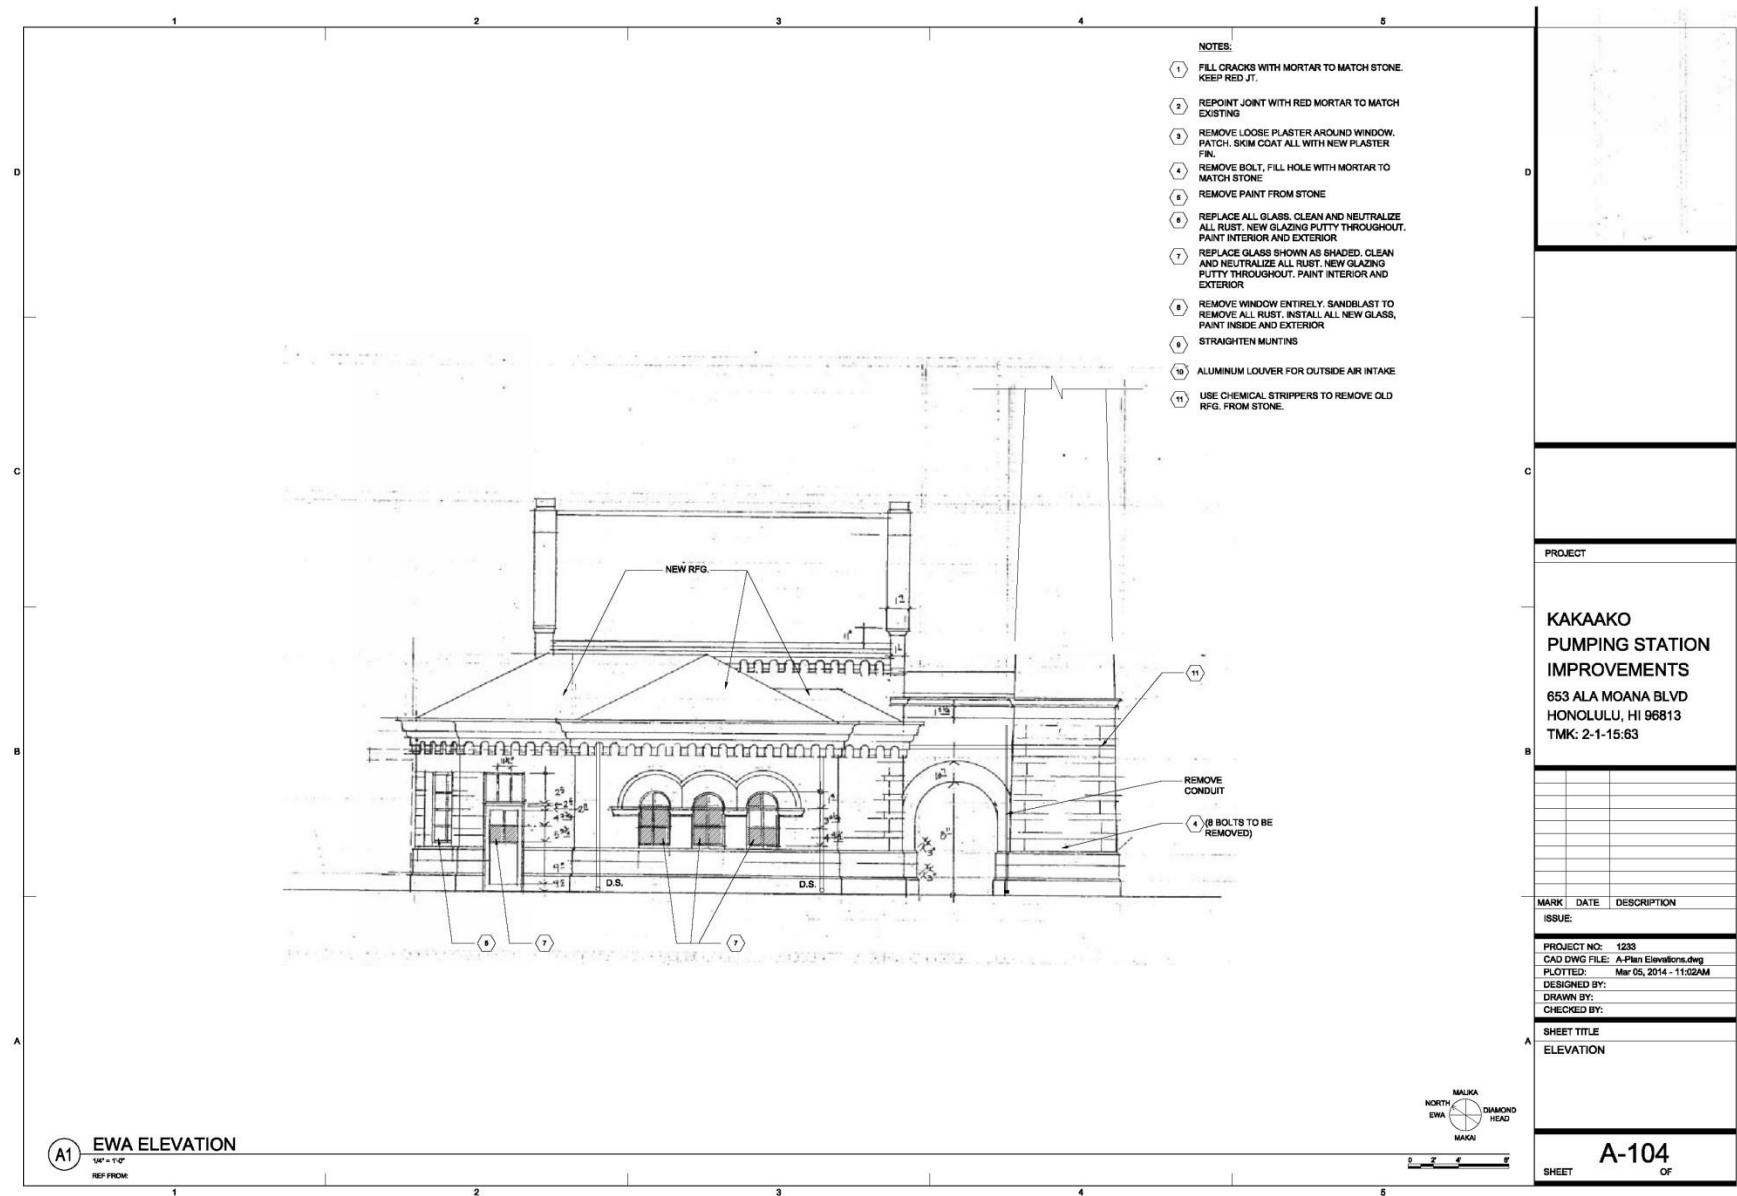 1 2 3 4 5
NOTES:
1 FILL CRACKS WITH MORTAR TO MATCH STONE.
KEEP RED JT.
2 REPOINT JOINT WITH RED MORTAR TO MATCH
EXISTING
3 REMOVE LOOSE PLASTER AROUND WINDOW.
PATCH. SKIM COAT ALL WITH NEW PLASTER
FIN.
4 REMOVE BOLT, FILL HOLE WITH MORTAR TO
MATCH STONE
5 REMOVE PAINT FROM STONE
6 REPLACE ALL GLASS. CLEAN AND NEUTRALIZE
ALL RUST. NEW GLAZING PUTTY THROUGHOUT.
PAINT INTERIOR AND EXTERIOR
7 REPLACE GLASS SHOWN AS SHADED. CLEAN
AND NEUTRALIZE ALL RUST. NEW GLAZING
PUTTY THROUGHOUT. PAINT INTERIOR AND
EXTERIOR
8 REMOVE WINDOW ENTIRELY. SANDBLAST TO
REMOVE ALL RUST. INSTALL ALL NEW GLASS,
PAINT INSIDE AND EXTERIOR
9 STRAIGHTEN MUNTINS
10 ALUMINUM LOUVER FOR OUTSIDE AIR INTAKE
11 USE CHEMICAL STRIPPERS TO REMOVE OLD
RFG. FROM STONE.
D D
C C
B B
A A
NEW RFG.
11"
11
REMOVE
CONDUIT
4 (8 BOLTS TO BE
REMOVED)
D.S.
D.S.
7
7
PROJECT
KAKAAKO
PUMPING STATION
IMPROVEMENTS
653 ALA MOANA BLVD
HONOLULU, HI 96813
TMK: 2-1-15:63
MARK DATE DESCRIPTION
ISSUE:
PROJECT NO: 1233
CAD DWG FILE: A-Plan Elevations.dwg
PLOTTED: Mar 05, 2014 - 11:02AM
DESIGNED BY:
DRAWN BY:
CHECKED BY:
SHEET TITLE
ELEVATION
MAUKA
NORTH
EWA
DIAMOND
HEAD
MAKAI
0 2' 4' 8'
A1 EWA ELEVATION
1/4" = 1'-0"
REF FROM:
A-104
SHEET OF
1 2 3 4 5